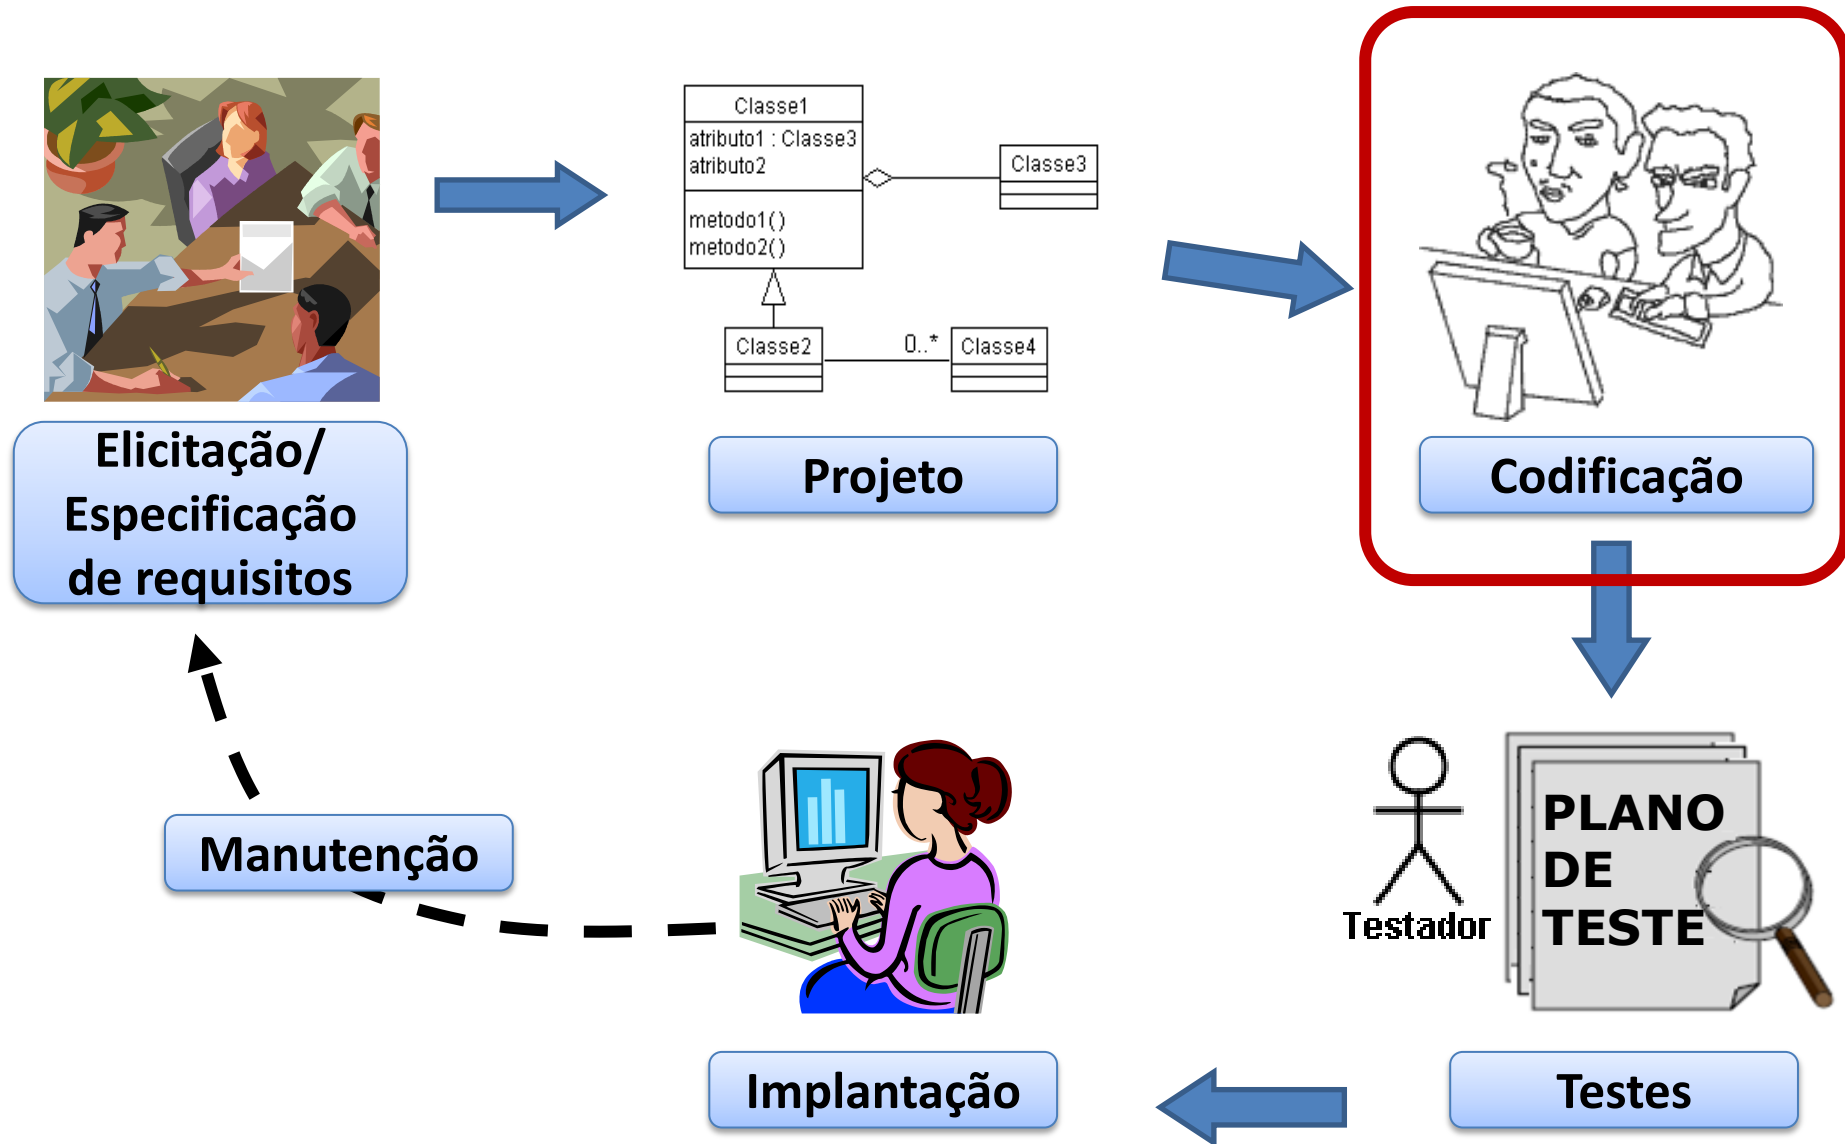 Classe1
atributo1 : Classe3
atributo2
metodo1()
metodo2()
Classe3
Classe2
0..*
Classe4
Elicitação/
Especificação
de requisitos
Projeto
Codificação
Manutenção
Testador
PLANO
DE
TESTE
Implantação
Testes